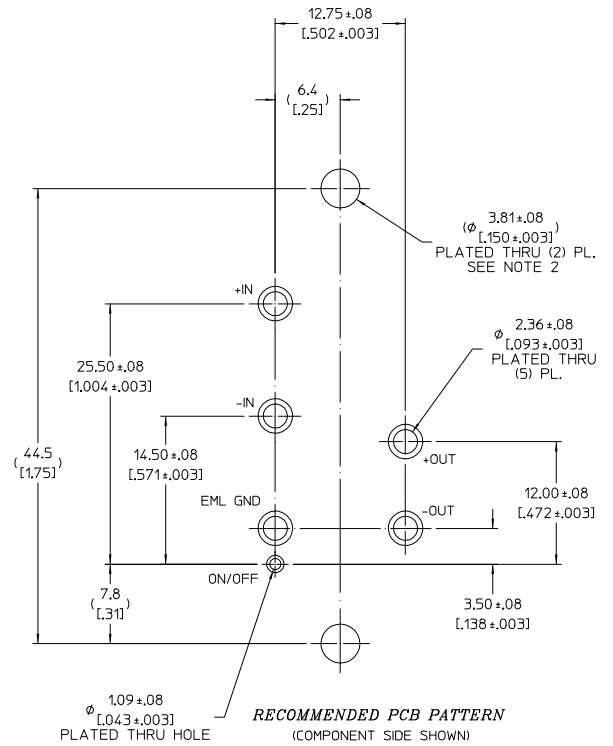 12.75±.08
[.502±.003]
( 6.4 )
[.25]
(ø 3.81±.08 )
[.150±.003]
PLATED THRU (2) PL.
SEE NOTE 2
+IN
ø 2.36±.08
[.093±.003]
PLATED THRU
(5) PL.
25.50±.08
[1.004±.003]
-IN
( 44.5 )
[1.75]
14.50±.08
[.571±.003]
+OUT
12.00±.08
[.472±.003]
EML GND
-OUT
ON/OFF
( 7.8 )
[.31]
3.50±.08
[.138±.003]
ø 1.09±.08
[.043±.003]
PLATED THRU HOLE
RECOMMENDED PCB PATTERN
(COMPONENT SIDE SHOWN)